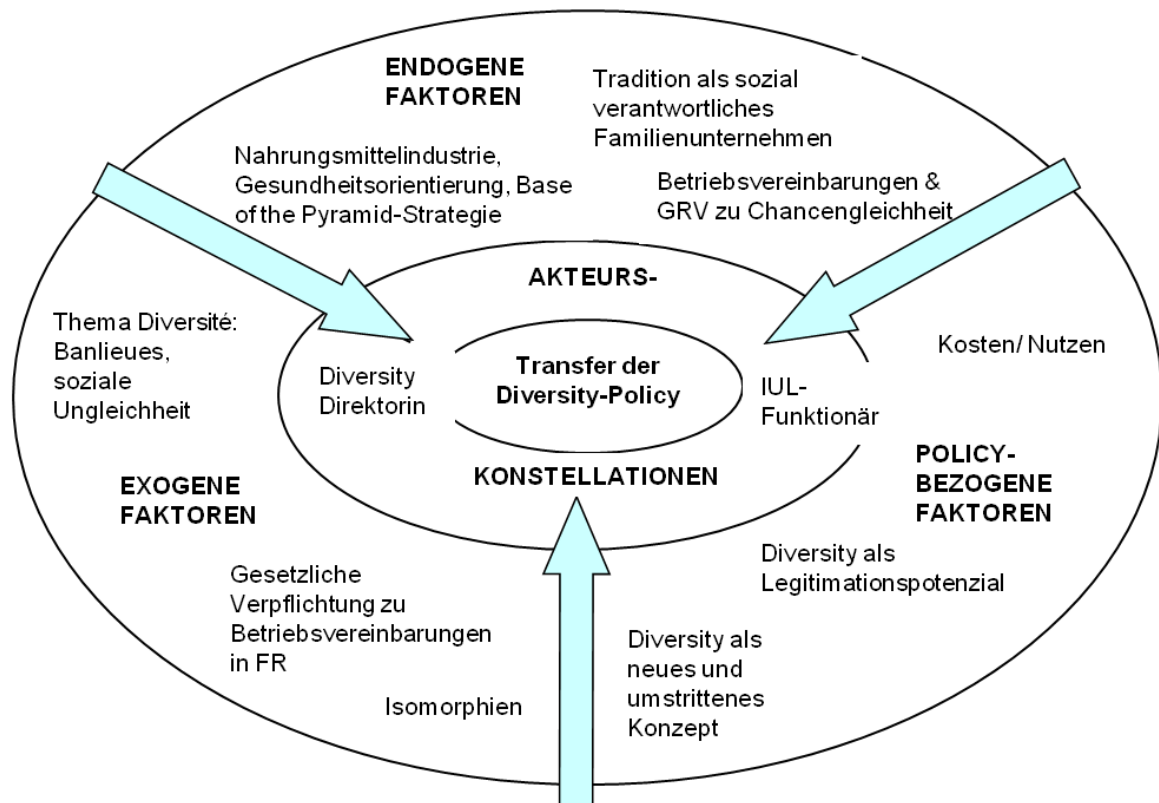 ENDOGENE
FAKTOREN
Tradition als sozial
verantwortliches
Familienunternehmen
Nahrungsmittelindustrie,
Gesundheitsorientierung, Base
of the Pyramid-Strategie
Betriebsvereinbarungen &
GRV zu Chancengleichheit
AKTEURS-
Thema Diversité:
Banlieues,
soziale
Ungleichheit
Diversity
Direktorin
Transfer der
Diversity-Policy
IUL-
Funktionär
Kosten/ Nutzen
KONSTELLATIONEN
EXOGENE
FAKTOREN
POLICY-
BEZOGENE
FAKTOREN
Gesetzliche
Verpflichtung zu
Betriebsvereinbarungen
in FR
Isomorphien
Diversity als
Legitimationspotenzial
Diversity als
neues und
umstrittenes
Konzept